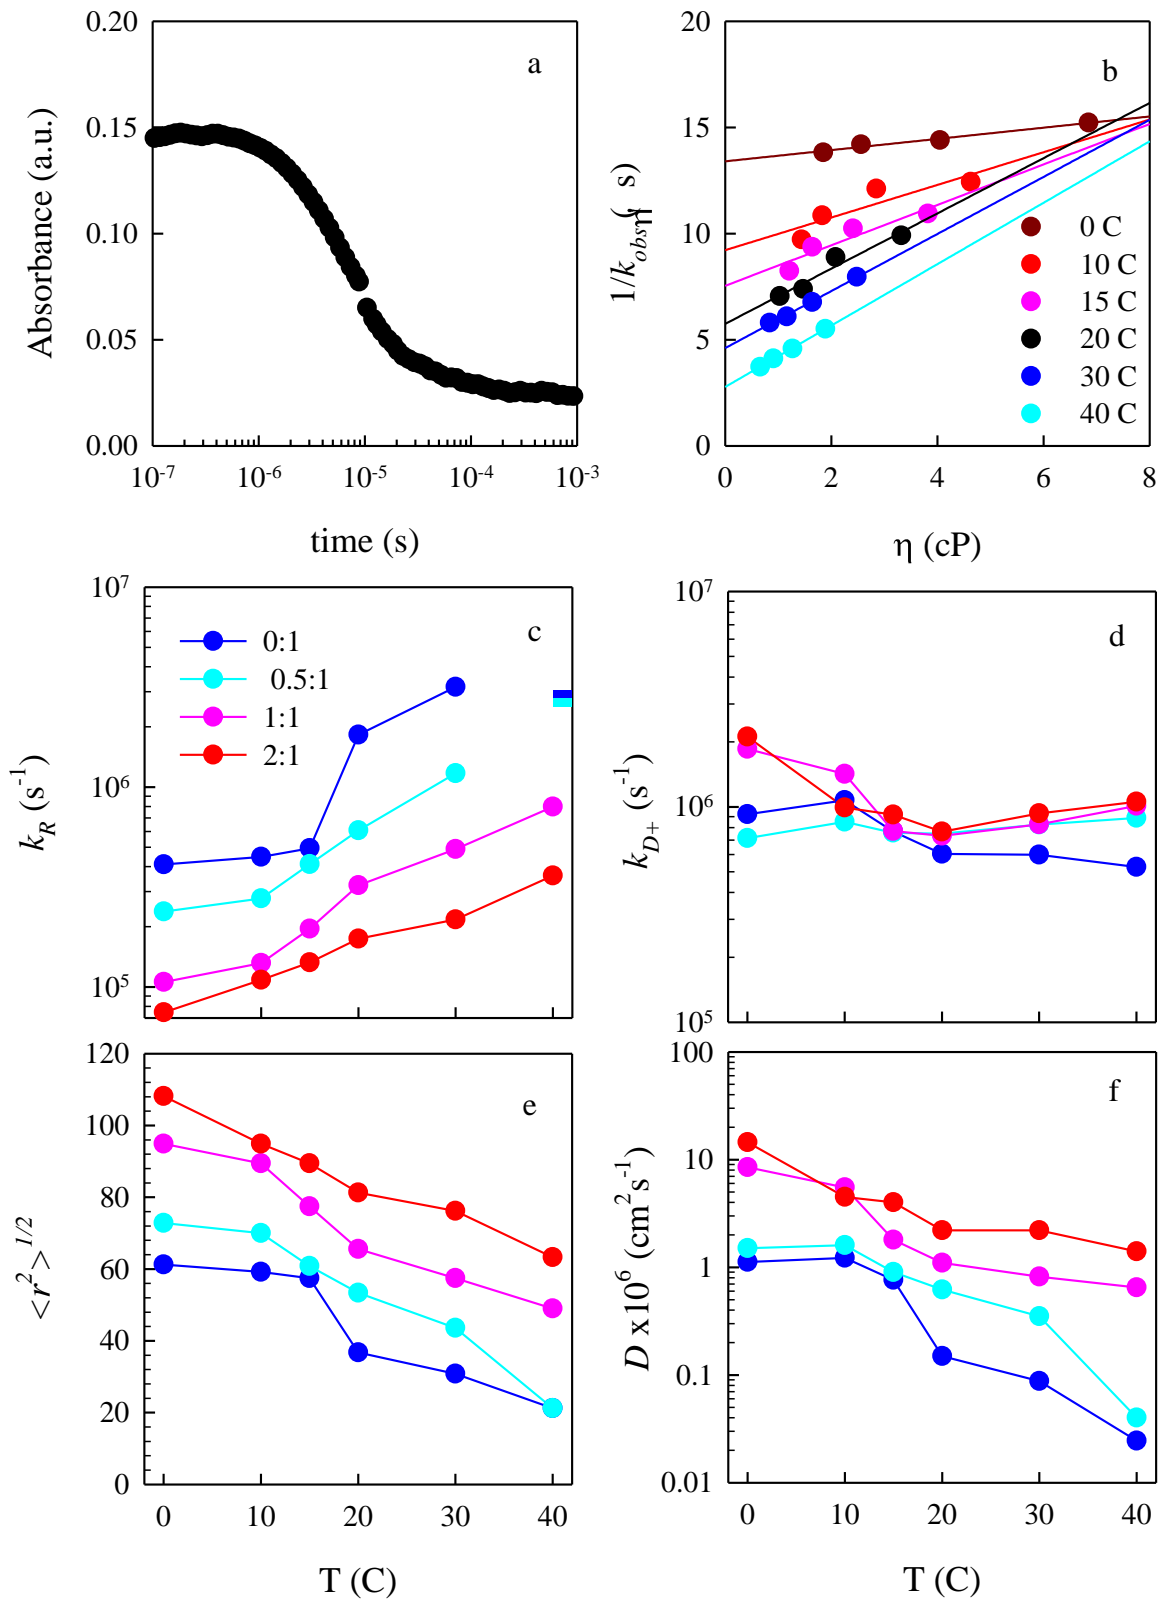 0.20
0.15
0.10
0.05
0.00
Absorbance (a.u.)
a
10⁻⁷ 10⁻⁶ 10⁻⁵ 10⁻⁴ 10⁻³
time (s)
20
15
10
5
0
b
0 C
10 C
15 C
20 C
30 C
40 C
0 2 4 6 8
η (cP)
10⁷
10⁶
10⁵
k_R (s⁻¹)
c
0:1
0.5:1
1:1
2:1
10⁷
10⁶
10⁵
k_D+ (s⁻¹)
d
120
100
80
60
40
20
0
<r²>^1/2
e
0 10 20 30 40
T (C)
100
10
1
0.1
0.01
D x10⁶ (cm²s⁻¹)
f
0 10 20 30 40
T (C)